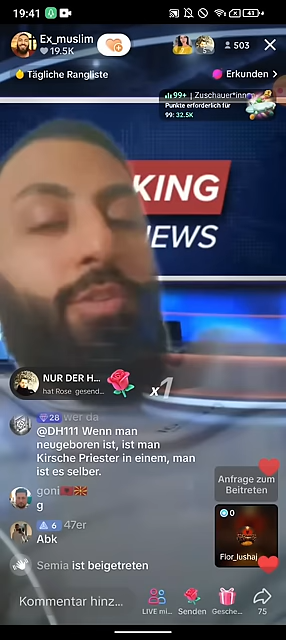 19:41
41
Ex_muslim
19.5K
5
503
Tägliche Rangliste
Erkunden >
99+ | Zuschauer*innen
Punkte erforderlich für
99: 32.5K
KING
NEWS
NUR DER H...
hat Rose gesend...
x1
28 wer da
@DH111 Wenn man
neugeboren ist, ist man
Kirsche Priester in einem, man
ist es selber.
goni
g
6 47er
Abk
Semia ist beigetreten
Anfrage zum
Beitreten
0
Fior_lushaj
Kommentar hinz...
LIVE mi...
Senden
Gesche...
75